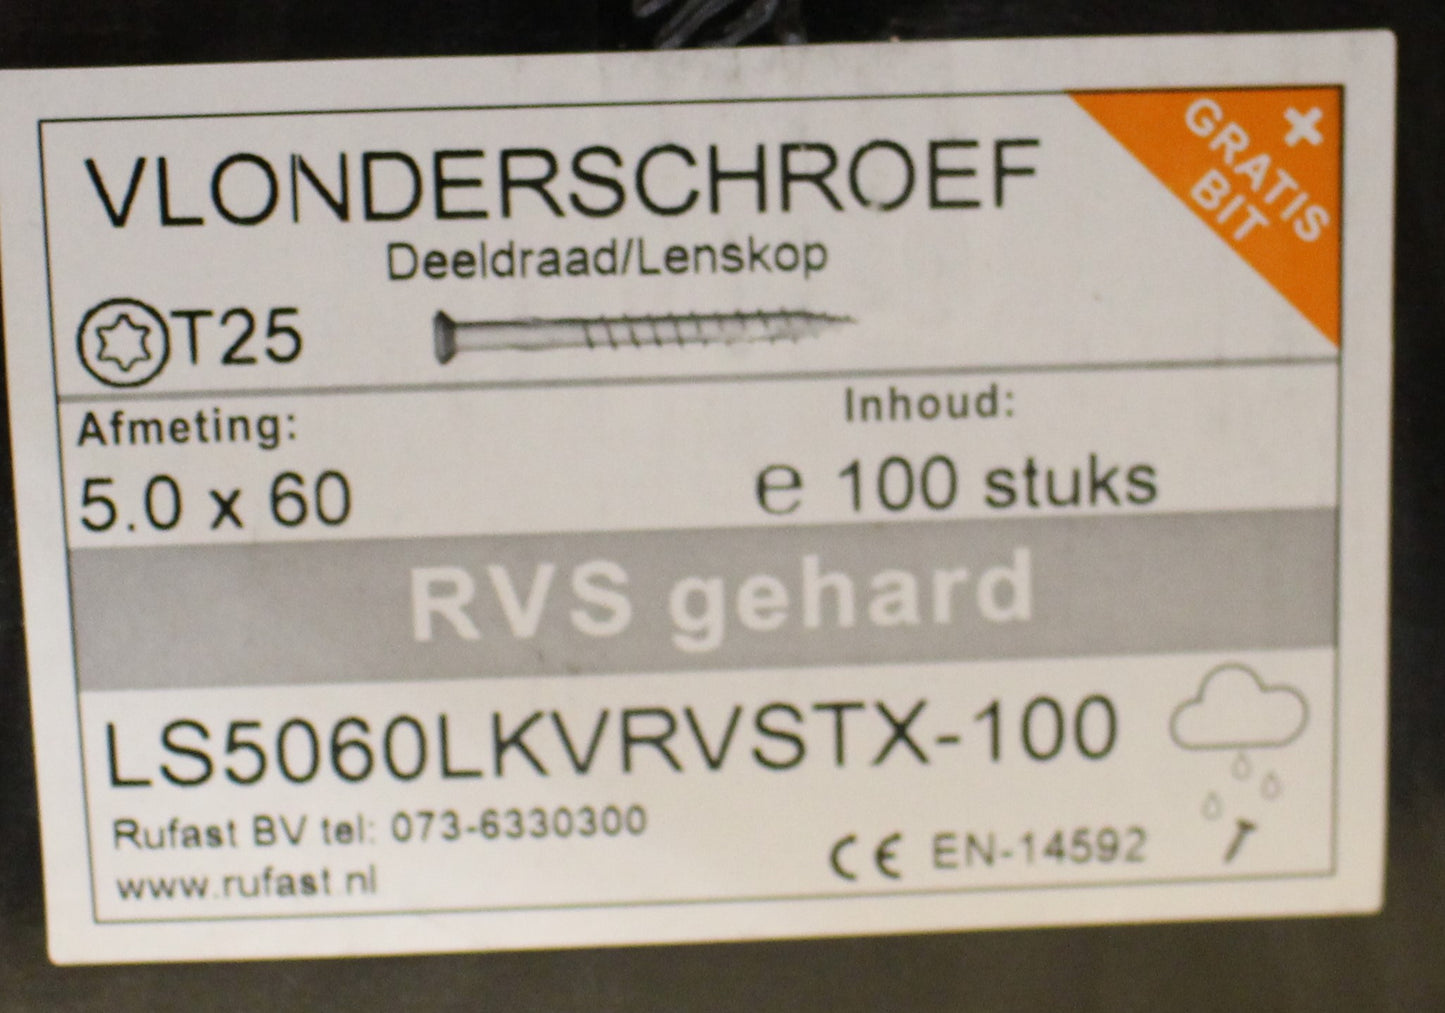 VLONDERSCHROEF
+
GRATIS
BIT
Deeldraad/Lenskop
T25
Afmeting:
5.0 x 60
Inhoud:
e 100 stuks
RVS gehard
LS5060LKVRVSTX-100
Rufast BV tel: 073-6330300
www.rufast.nl
CE EN-14592